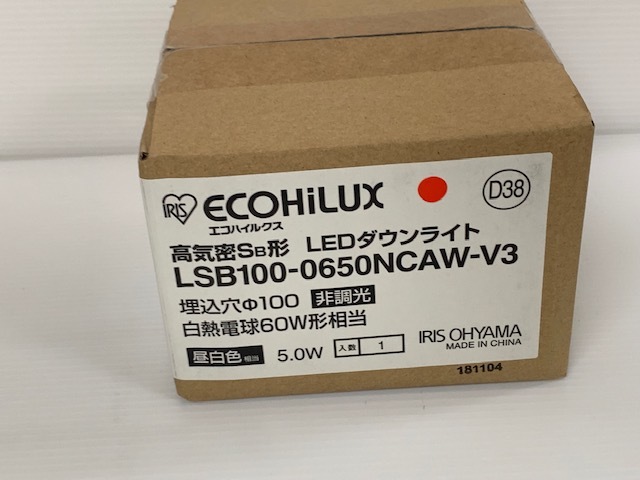 IRIS ECOHiLUX D38
エコハイルクス
高気密SB形 LEDダウンライト
LSB100-0650NCAW-V3
埋込穴Φ100 非調光
白熱電球60W形相当
昼白色相当 5.0W 入数 1
IRIS OHYAMA
MADE IN CHINA
181104